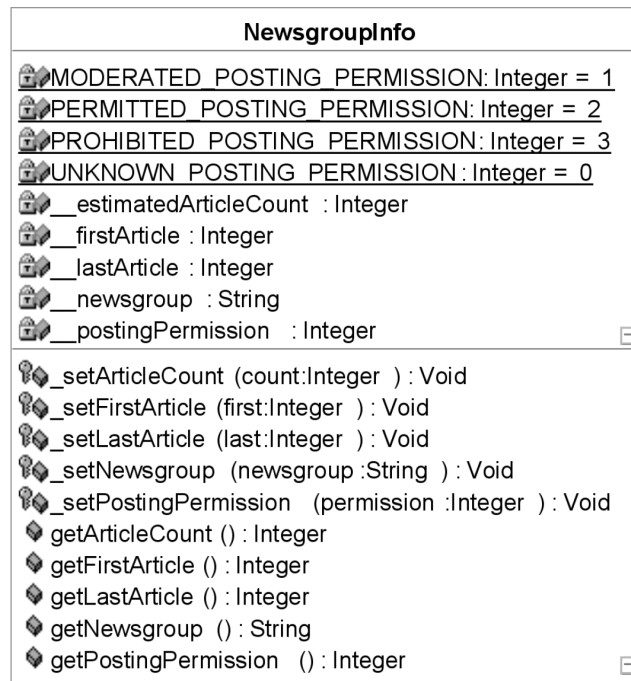 NewsgroupInfo
MODERATED_POSTING_PERMISSION: Integer = 1
PERMITTED_POSTING_PERMISSION: Integer = 2
PROHIBITED_POSTING_PERMISSION: Integer = 3
UNKNOWN_POSTING_PERMISSION : Integer = 0
__estimatedArticleCount : Integer
__firstArticle : Integer
__lastArticle : Integer
__newsgroup : String
__postingPermission : Integer
_setArticleCount (count:Integer ) : Void
_setFirstArticle (first:Integer ) : Void
_setLastArticle (last:Integer ) : Void
_setNewsgroup (newsgroup :String ) : Void
_setPostingPermission (permission :Integer ) : Void
getArticleCount () : Integer
getFirstArticle () : Integer
getLastArticle () : Integer
getNewsgroup () : String
getPostingPermission () : Integer